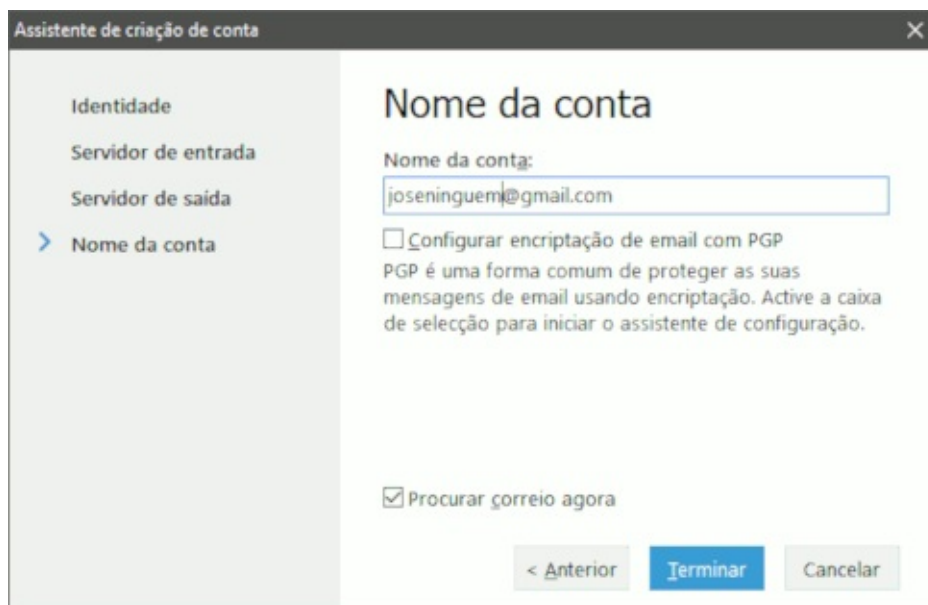 Assistente de criação de conta
Identidade
Servidor de entrada
Servidor de saída
Nome da conta
Nome da conta
Nome da conta:
joseninguem@gmail.com
Configurar encriptação de email com PGP
PGP é uma forma comum de proteger as suas
mensagens de email usando encriptação. Active a caixa
de selecção para iniciar o assistente de configuração.
Procurar correio agora
< Anterior
Terminar
Cancelar